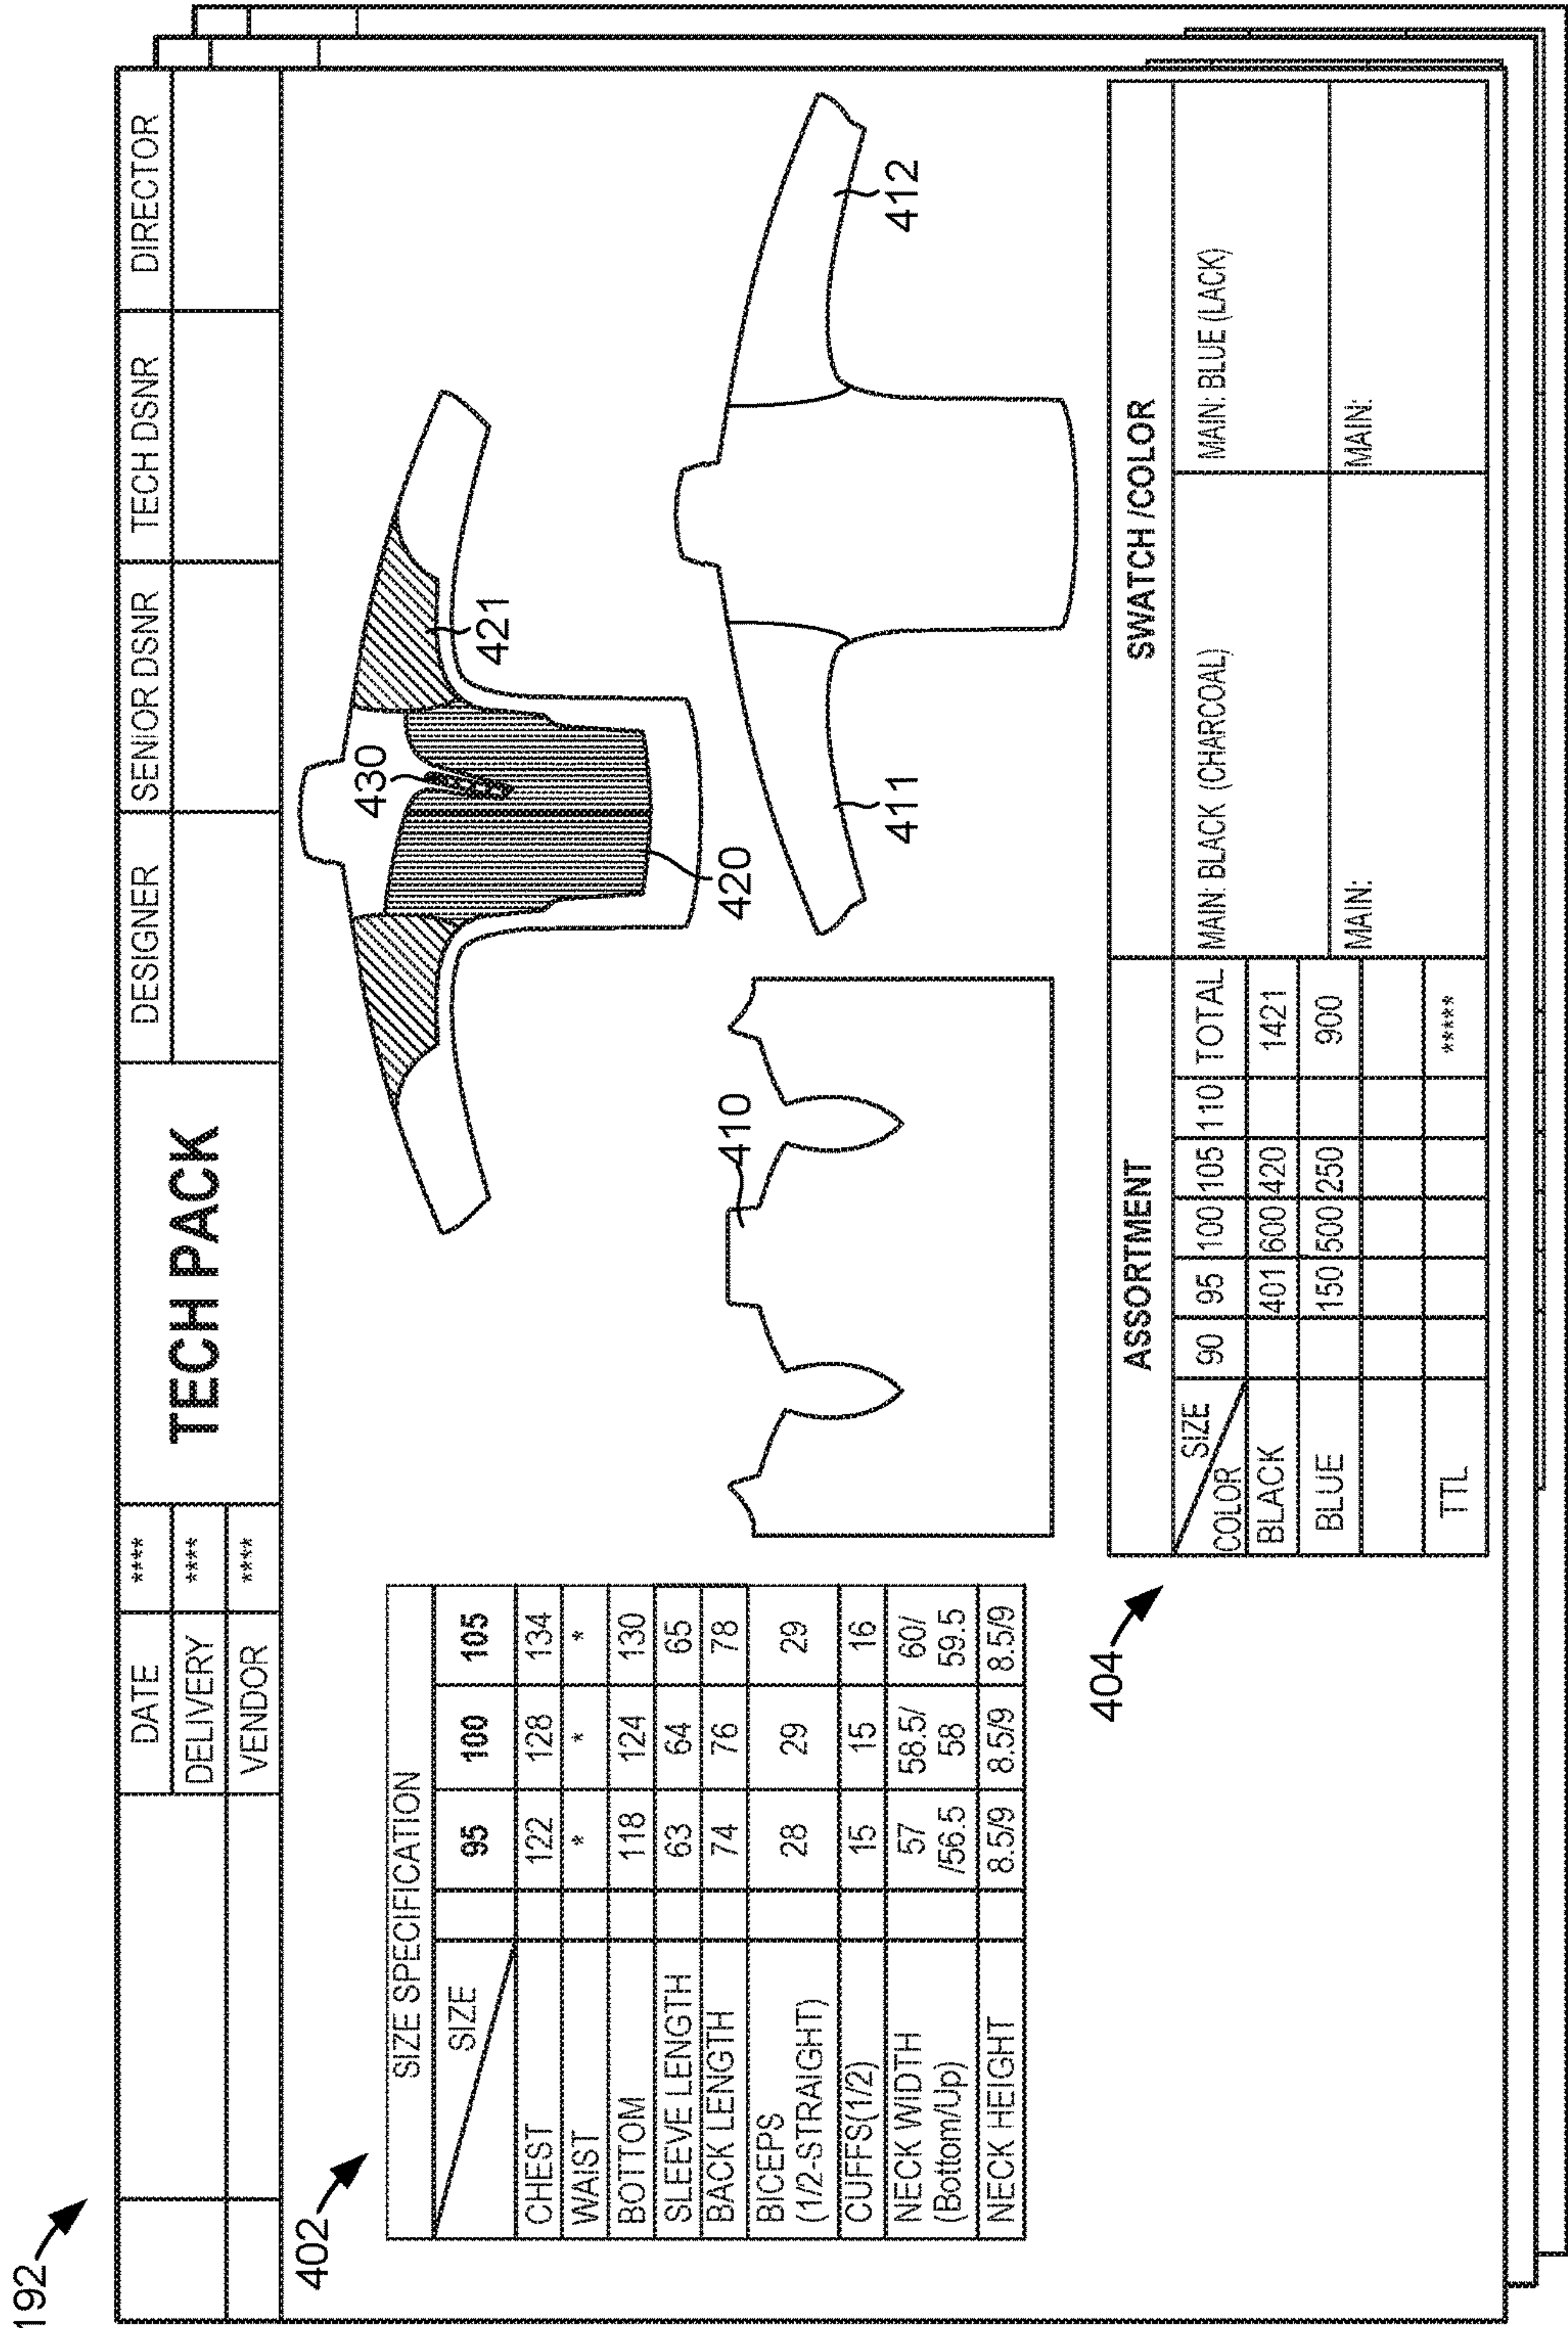 192
DATE **** TECH PACK DESIGNER SENIOR DSNR TECH DSNR DIRECTOR
DELIVERY ****
VENDOR ****
402
SIZE SPECIFICATION
SIZE 95 100 105
CHEST 122 128 134
WAIST * * *
BOTTOM 118 124 130
SLEEVE LENGTH 63 64 65
BACK LENGTH 74 76 78
BICEPS
(1/2-STRAIGHT) 28 29 29
CUFFS(1/2) 15 15 16
NECK WIDTH 57 58.5/ 60/
(Bottom/Up) /56.5 58 59.5
NECK HEIGHT 8.5/9 8.5/9 8.5/9
430
421
420
410
411
412
404
ASSORTMENT SWATCH /COLOR
SIZE
COLOR 90 95 100 105 110 TOTAL
BLACK 401 600 420 1421
BLUE 150 500 250 900
TTL *****
MAIN: BLACK (CHARCOAL) MAIN: BLUE (LACK)
MAIN: MAIN: